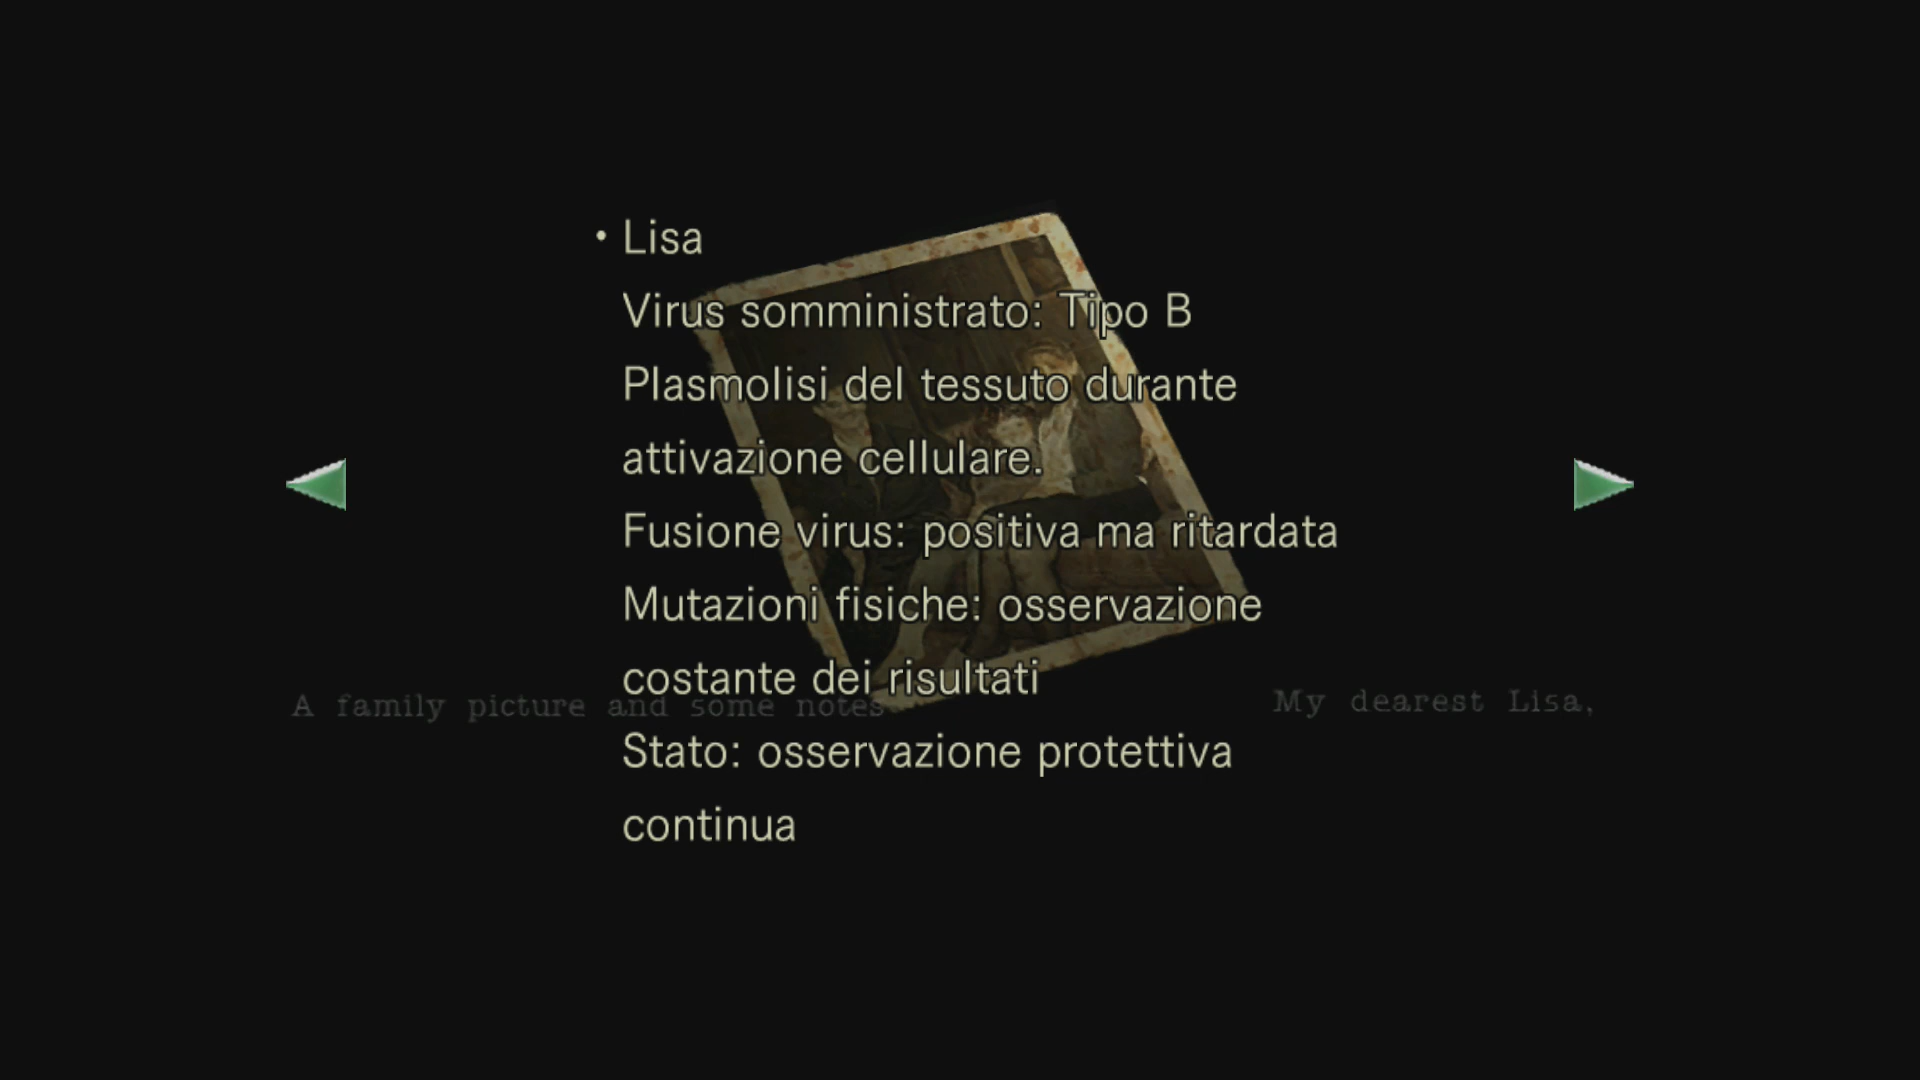 • Lisa
Virus somministrato: Tipo B
Plasmolisi del tessuto durante
attivazione cellulare.
Fusione virus: positiva ma ritardata
Mutazioni fisiche: osservazione
costante dei risultati
A family picture and some notes
My dearest Lisa,
Stato: osservazione protettiva
continua